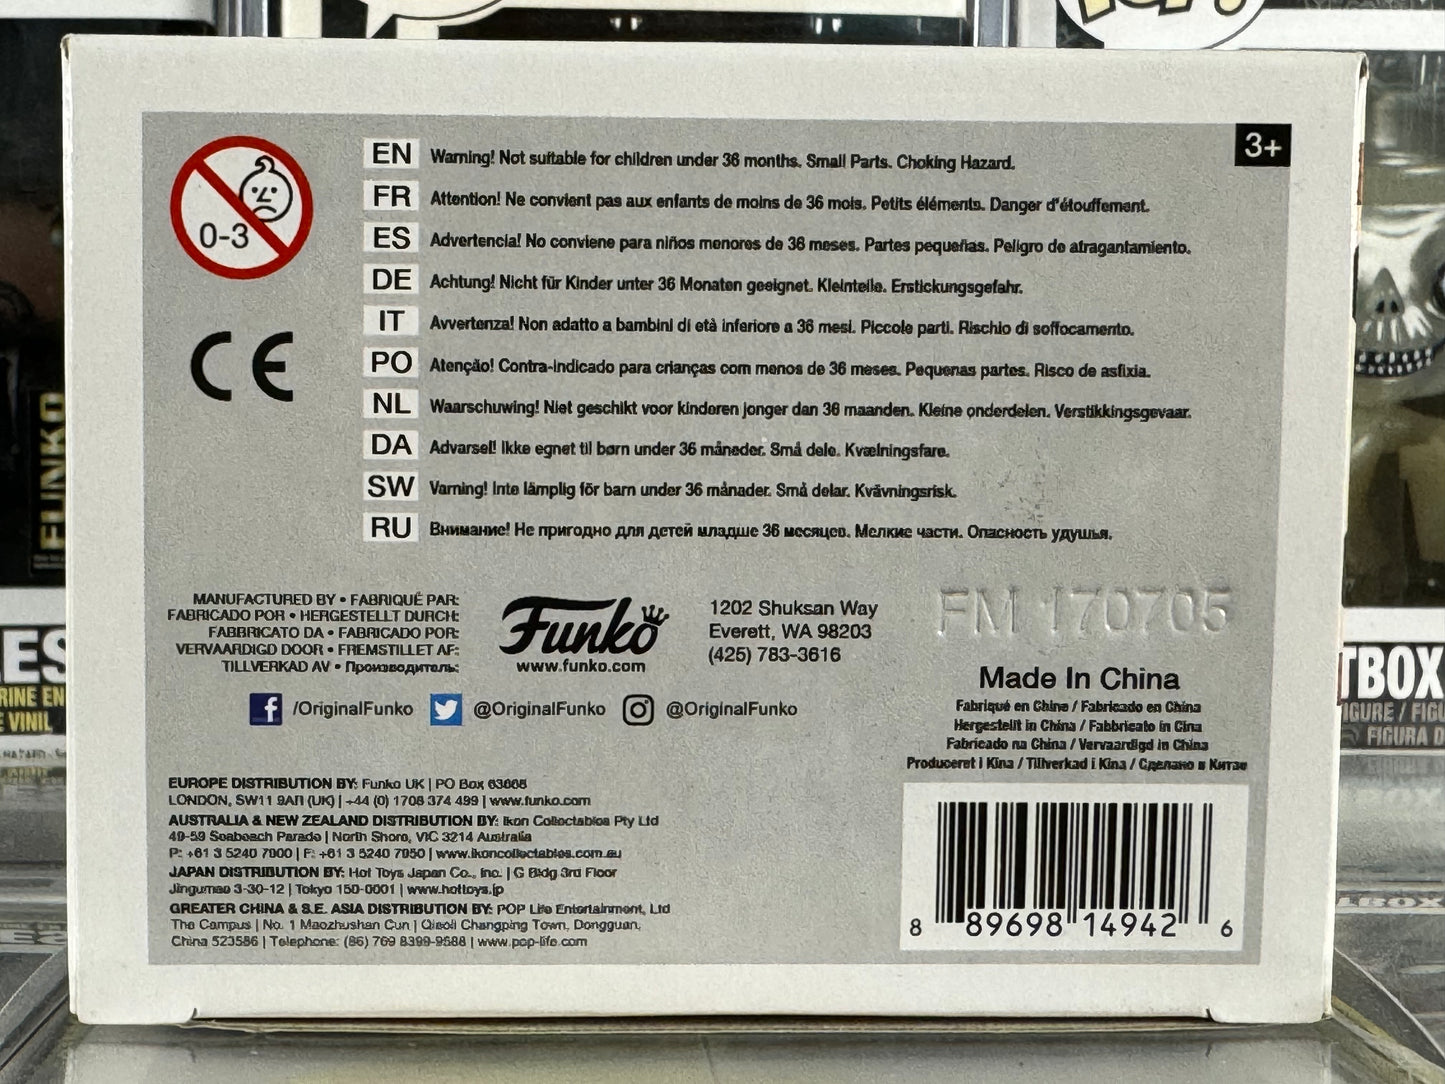 3+
0-3
EN Warning! Not suitable for children under 36 months. Small Parts. Choking Hazard.
FR Attention! Ne convient pas aux enfants de moins de 36 mois. Petits éléments. Danger d'étouffement.
ES Advertencia! No conviene para niños menores de 36 meses. Partes pequeñas. Peligro de atragantamiento.
DE Achtung! Nicht für Kinder unter 36 Monaten geeignet. Kleinteile. Erstickungsgefahr.
IT Avvertenza! Non adatto a bambini di età inferiore a 36 mesi. Piccole parti. Rischio di soffocamento.
PO Atenção! Contra-indicado para crianças com menos de 36 meses. Pequenas partes. Risco de asfixia.
NL Waarschuwing! Niet geschikt voor kinderen jonger dan 36 maanden. Kleine onderdelen. Verstikkingsgevaar.
DA Advarsel! Ikke egnet til børn under 36 måneder. Små dele. Kvælningsfare.
SW Varning! Inte lämplig för barn under 36 månader. Små delar. Kvävningsrisk.
RU Внимание! Не пригодно для детей младше 36 месяцев. Мелкие части. Опасность удушья.
CE
MANUFACTURED BY • FABRIQUÉ PAR:
FABRICADO POR • HERGESTELLT DURCH:
FABBRICATO DA • FABRICADO POR:
VERVAARDIGD DOOR • FREMSTILLET AF:
TILLVERKAD AV • Производитель:
Funko
www.funko.com
1202 Shuksan Way
Everett, WA 98203
(425) 783-3616
/OriginalFunko @OriginalFunko @OriginalFunko
FM 170705
Made In China
Fabriqué en Chine / Fabricado en China
Hergestellt in China / Fabbricato in Cina
Fabricado na China / Vervaardigd in China
Produceret i Kina / Tillverkad i Kina / Сделано в Китае
EUROPE DISTRIBUTION BY: Funko UK | PO Box 63668
LONDON, SW11 9AR (UK) | +44 (0) 1708 374 499 | www.funko.com
AUSTRALIA & NEW ZEALAND DISTRIBUTION BY: Ikon Collectables Pty Ltd
49-59 Seabeach Parade | North Shore, VIC 3214 Australia
P: +61 3 5240 7000 | F: +61 3 5240 7050 | www.ikoncollectables.com.au
JAPAN DISTRIBUTION BY: Hot Toys Japan Co., Inc. | G Bldg 3rd Floor
Jingumae 3-30-12 | Tokyo 150-0001 | www.hottoys.jp
GREATER CHINA & S.E. ASIA DISTRIBUTION BY: POP Life Entertainment, Ltd
The Campus | No. 1 Maozhushan Cun | Qiaoli Changping Town, Dongguan,
China 523586 | Telephone: (86) 769 8399-9588 | www.pop-life.com
8 89698 14942 6
FUNKO
VINYL
TBOX
FIGURA